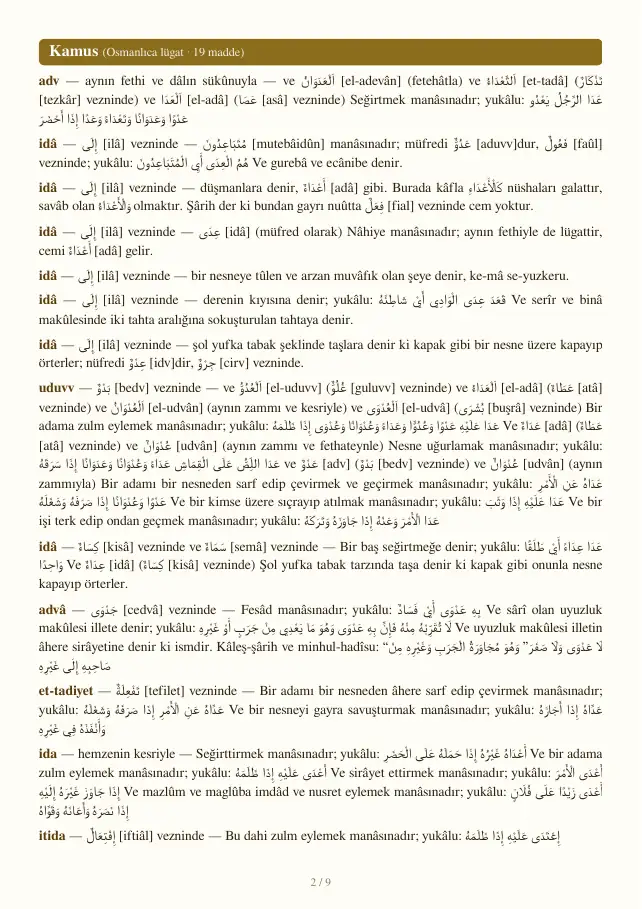 Kamus (Osmanlıca lügat · 19 madde)
adv — aynın fethi ve dâlın sükûnuyla — ve اَلْعَدَوَانُ [el-adevân] (fetehâtla) ve اَلتَّعْدَاءُ [et-tadâ] (تَذْكَارٌ
[tezkâr] vezninde) ve اَلْعَدَا [el-adâ] (عَصَا [asâ] vezninde) Seğirtmek manâsınadır; yukâlu: عَدَا الرَّجُلُ يَعْدُو
عَدْوًا وَعَدَوَانًا وَتَعْدَاءً وَعَدًا إِذَا أَحْضَرَ
idâ — إِلَى [ilâ] vezninde — مُتَبَاعِدُونَ [mutebâidûn] manâsınadır; müfredi عَدُوٌّ [aduvv]dur, فَعُولٌ [faûl]
vezninde; yukâlu: هُمُ الْعِدَى أَيِ الْمُتَبَاعِدُونَ Ve gurebâ ve ecânibe denir.
idâ — إِلَى [ilâ] vezninde — düşmanlara denir, أَعْدَاءٌ [adâ] gibi. Burada kâfla كَالْأَعْدَاءِ nüshaları galattır,
savâb olan وَالْأَعْدَاءُ olmaktır. Şârih der ki bundan gayrı nuûtta فِعَلٌ [fial] vezninde cem yoktur.
idâ — إِلَى [ilâ] vezninde — عِدَى [idâ] (müfred olarak) Nâhiye manâsınadır; aynın fethiyle de lügattir,
cemi أَعْدَاءٌ [adâ] gelir.
idâ — إِلَى [ilâ] vezninde — bir nesneye tûlen ve arzan muvâfık olan şeye denir, ke-mâ se-yuzkeru.
idâ — إِلَى [ilâ] vezninde — derenin kıyısına denir; yukâlu: قَعَدَ عِدَى الْوَادِي أَيْ شَاطِئَهُ Ve serîr ve binâ
makûlesinde iki tahta aralığına sokuşturulan tahtaya denir.
idâ — إِلَى [ilâ] vezninde — şol yufka tabak şeklinde taşlara denir ki kapak gibi bir nesne üzere kapayıp
örterler; nüfredi عِدْوٌ [idv]dir, جِرْوٌ [cirv] vezninde.
uduvv — بَدْوٌ [bedv] vezninde — ve اَلْعُدُوُّ [el-uduvv] (عُلُوٌّ [guluvv] vezninde) ve اَلْعَدَاءُ [el-adâ] (عَطَاءٌ [atâ]
vezninde) ve اَلْعُدْوَانُ [el-udvân] (aynın zammı ve kesriyle) ve اَلْعُدْوَى [el-udvâ] (بُشْرَى [buşrâ] vezninde) Bir
adama zulm eylemek manâsınadır; yukâlu: عَدَا عَلَيْهِ عَدْوًا وَعُدُوًّا وَعَدَاءً وَعُدْوَانًا وَعُدْوَى إِذَا ظَلَمَهُ Ve عَدَاءٌ [adâ] (عَطَاءٌ
[atâ] vezninde) ve عُدْوَانٌ [udvân] (aynın zammı ve fethateynle) Nesne uğurlamak manâsınadır; yukâlu:
عَدَا اللِّصُّ عَلَى الْقِمَاشِ عَدَاءً وَعُدْوَانًا وَعَدَوَانًا إِذَا سَرَقَهُ ve عَدْوٌ [adv] (بَدْوٌ [bedv] vezninde) ve عُدْوَانٌ [udvân] (aynın
zammıyla) Bir adamı bir nesneden sarf edip çevirmek ve geçirmek manâsınadır; yukâlu: عَدَاهُ عَنِ الْأَمْرِ
عَدْوًا وَعُدْوَانًا إِذَا صَرَفَهُ وَشَغَلَهُ Ve bir kimse üzere sıçrayıp atılmak manâsınadır; yukâlu: عَدَا عَلَيْهِ إِذَا وَثَبَ Ve bir
işi terk edip ondan geçmek manâsınadır; yukâlu: عَدَا الْأَمْرَ وَعَنْهُ إِذَا جَاوَزَهُ وَتَرَكَهُ
idâ — كِسَاءٌ [kisâ] vezninde ve سَمَاءٌ [semâ] vezninde — Bir baş seğirtmeğe denir; yukâlu: عَدَا عِدَاءً أَيْ طَلَقًا
وَاحِدًا Ve عِدَاءٌ [idâ] (كِسَاءٌ [kisâ] vezninde) Şol yufka tabak tarzında taşa denir ki kapak gibi onunla nesne
kapayıp örterler.
advâ — جَدْوَى [cedvâ] vezninde — Fesâd manâsınadır; yukâlu: بِهِ عَدْوَى أَيْ فَسَادٌ Ve sârî olan uyuzluk
makûlesi illete denir; yukâlu: لَا تُقَرِّبْهُ مِنْهُ فَإِنَّ بِهِ عَدْوَى وَهُوَ مَا يَعْدِي مِنْ جَرَبٍ أَوْ غَيْرِهِ Ve uyuzluk makûlesi illetin
âhere sirâyetine denir ki ismdir. Kâleş-şârih ve minhul-hadîsu: “لَا عَدْوَى وَلَا صَفَرَ” وَهُوَ مُجَاوَزَةُ الْجَرَبِ وَغَيْرِهِ مِنْ
صَاحِبِهِ إِلَى غَيْرِهِ
et-tadiyet — تَفْعِلَةٌ [tefilet] vezninde — Bir adamı bir nesneden âhere sarf edip çevirmek manâsınadır;
yukâlu: عَدَّاهُ عَنِ الْأَمْرِ إِذَا صَرَفَهُ وَشَغَلَهُ Ve bir nesneyi gayra savuşturmak manâsınadır; yukâlu: عَدَّاهُ إِذَا أَجَازَهُ
وَأَنْفَذَهُ فِي غَيْرِهِ
ida — hemzenin kesriyle — Seğirttirmek manâsınadır; yukâlu: أَعْدَاهُ غَيْرُهُ إِذَا حَمَلَهُ عَلَى الْحَضْرِ Ve bir adama
zulm eylemek manâsınadır; yukâlu: أَعْدَى عَلَيْهِ إِذَا ظَلَمَهُ Ve sirâyet ettirmek manâsınadır; yukâlu: أَعْدَى الْأَمْرَ
إِذَا جَاوَزَ غَيْرَهُ إِلَيْهِ Ve mazlûm ve maglûba imdâd ve nusret eylemek manâsınadır; yukâlu: أَعْدَى زَيْدًا عَلَى فُلَانٍ
إِذَا نَصَرَهُ وَأَعَانَهُ وَقَوَّاهُ
itida — إِفْتِعَالٌ [iftiâl] vezninde — Bu dahi zulm eylemek manâsınadır; yukâlu: إِعْتَدَى عَلَيْهِ إِذَا ظَلَمَهُ
2 / 9